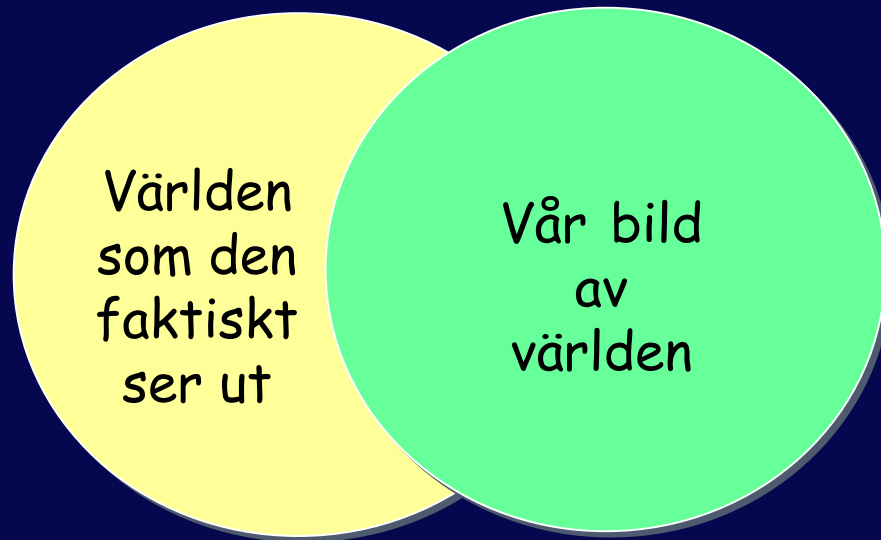 Världen
som den
faktiskt
ser ut
Vår bild
av
världen